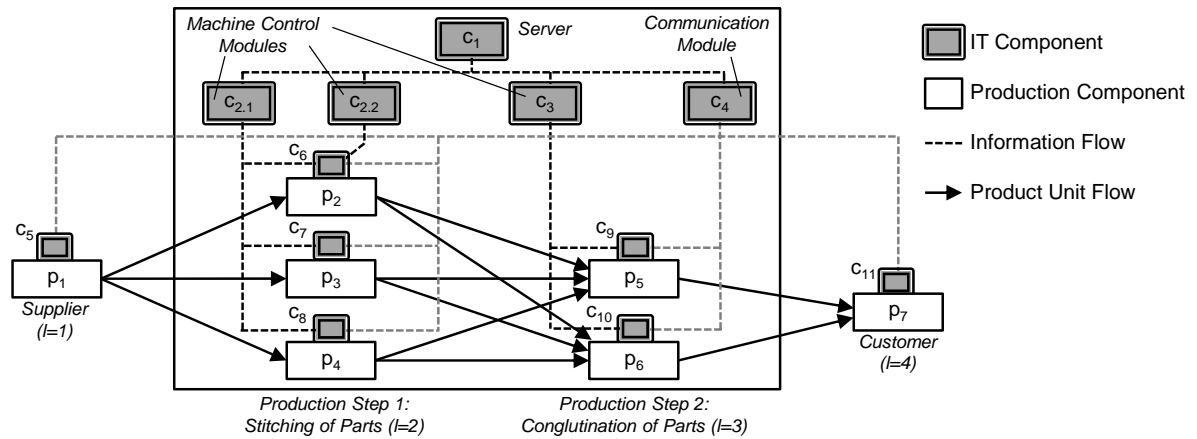 Machine Control
Modules
c1
Server
Communication
Module
IT Component
Production Component
Information Flow
Product Unit Flow
c2.1
c2.2
c3
c4
c6
p2
c5
p1
Supplier
(l=1)
c7
p3
c9
p5
c11
p7
Customer
(l=4)
c8
p4
c10
p6
Production Step 1:
Stitching of Parts (l=2)
Production Step 2:
Conglutination of Parts (l=3)